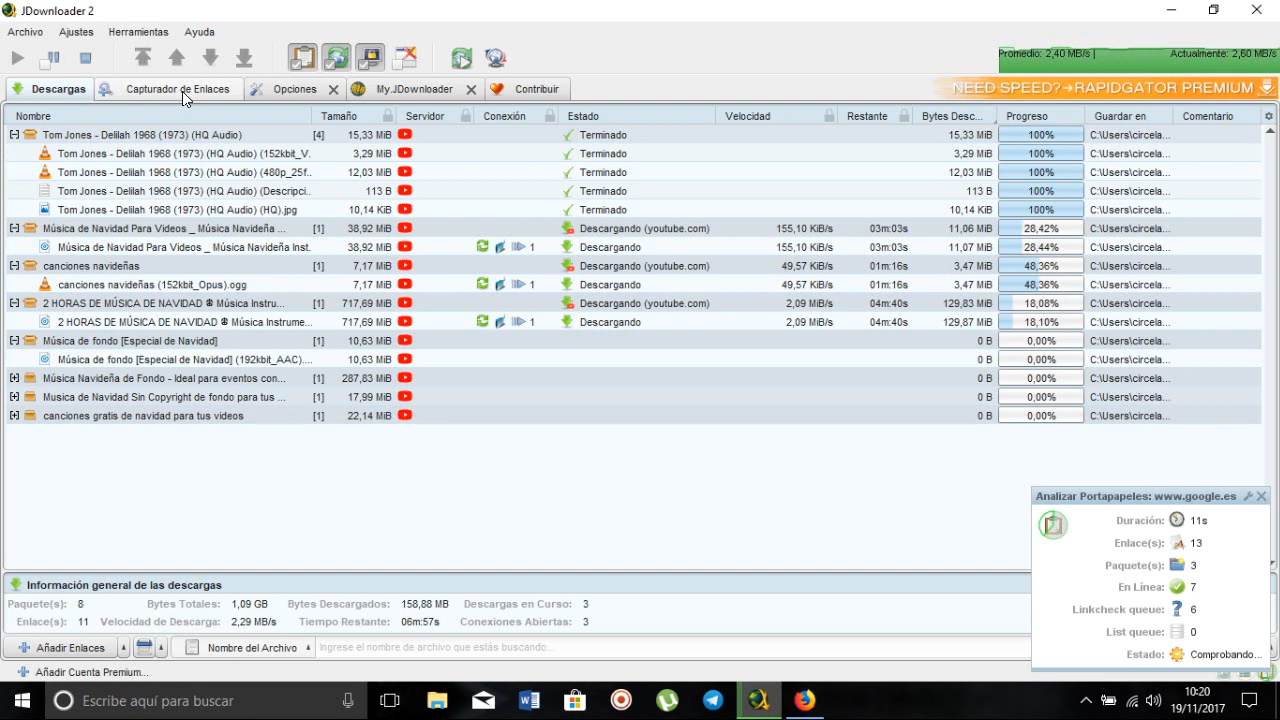 JDownloader 2
Archivo Ajustes Herramientas Ayuda
Promedio: 2,40 MB/s | Actualmente: 2,60 MB/s
Descargas Capturador de Enlaces Opciones My.JDownloader Contribuir NEED SPEED?→RAPIDGATOR PREMIUM
Nombre Tamaño Servidor Conexión Estado Velocidad Restante Bytes Desc... Progreso Guardar en Comentario
Tom Jones - Delilah 1968 (1973) (HQ Audio) [4] 15,33 MiB Terminado 15,33 MiB 100% C:\Users\circela...
Tom Jones - Delilah 1968 (1973) (HQ Audio) (152kbit_V. 3,29 MiB Terminado 3,29 MiB 100% C:\Users\circela...
Tom Jones - Delilah 1968 (1973) (HQ Audio) (480p_25f.. 12,03 MiB Terminado 12,03 MiB 100% C:\Users\circela...
Tom Jones - Delilah 1968 (1973) (HQ Audio) (Descripci.. 113 B Terminado 113 B 100% C:\Users\circela...
Tom Jones - Delilah 1968 (1973) (HQ Audio) (HQ).jpg 10,14 KiB Terminado 10,14 KiB 100% C:\Users\circela...
Música de Navidad Para Videos _ Música Navideña ... [1] 38,92 MiB Descargando (youtube.com) 155,10 KiB/s 03m:03s 11,06 MiB 28,42% C:\Users\circela...
Música de Navidad Para Videos _ Música Navideña Inst. 38,92 MiB 1 Descargando 155,10 KiB/s 03m:03s 11,07 MiB 28,44% C:\Users\circela...
canciones navideñas [1] 7,17 MiB Descargando (youtube.com) 49,57 KiB/s 01m:16s 3,47 MiB 48,36% C:\Users\circela...
canciones navideñas (152kbit_Opus).ogg 7,17 MiB 1 Descargando 49,57 KiB/s 01m:16s 3,47 MiB 48,36% C:\Users\circela...
2 HORAS DE MÚSICA DE NAVIDAD Música Instru... [1] 717,69 MiB Descargando (youtube.com) 2,09 MiB/s 04m:40s 129,83 MiB 18,08% C:\Users\circela...
2 HORAS DE MÚSICA DE NAVIDAD Música Instrume... 717,69 MiB 1 Descargando 2,09 MiB/s 04m:40s 129,87 MiB 18,10% C:\Users\circela...
Música de fondo [Especial de Navidad] [1] 10,63 MiB 0 B 0,00% C:\Users\circela...
Música de fondo [Especial de Navidad] (192kbit_AAC).... 10,63 MiB 0 B 0,00% C:\Users\circela...
Música Navideña de Fondo - Ideal para eventos con... [1] 287,83 MiB 0 B 0,00% C:\Users\circela...
Musica de Navidad Sin Copyright de fondo para tus ... [1] 17,99 MiB 0 B 0,00% C:\Users\circela...
canciones gratis de navidad para tus videos [1] 22,14 MiB 0 B 0,00% C:\Users\circela...
Analizar Portapapeles: www.google.es
Duración: 11s
Enlace(s): 13
Paquete(s): 3
En Línea: 7
Linkcheck queue: 6
List queue: 0
Estado: Comprobando...
Información general de las descargas
Paquete(s): 8 Bytes Totales: 1,09 GB Bytes Descargados: 158,88 MB Descargas en Curso: 3
Enlace(s): 11 Velocidad de Descarga: 2,29 MB/s Tiempo Restante: 06m:57s Conexiones Abiertas: 3
Añadir Enlaces Nombre del Archivo Ingrese el nombre de archivo que estás buscando...
Añadir Cuenta Premium...
Escribe aquí para buscar
10:20
19/11/2017